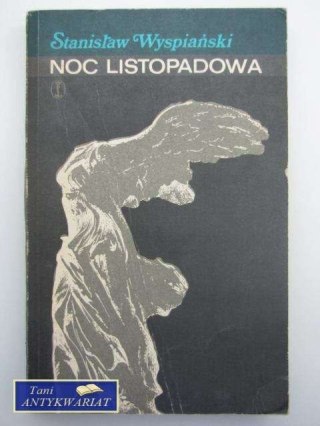 Stanisław Wyspiański
NOC LISTOPADOWA
Tani
ANTYKWARIAT